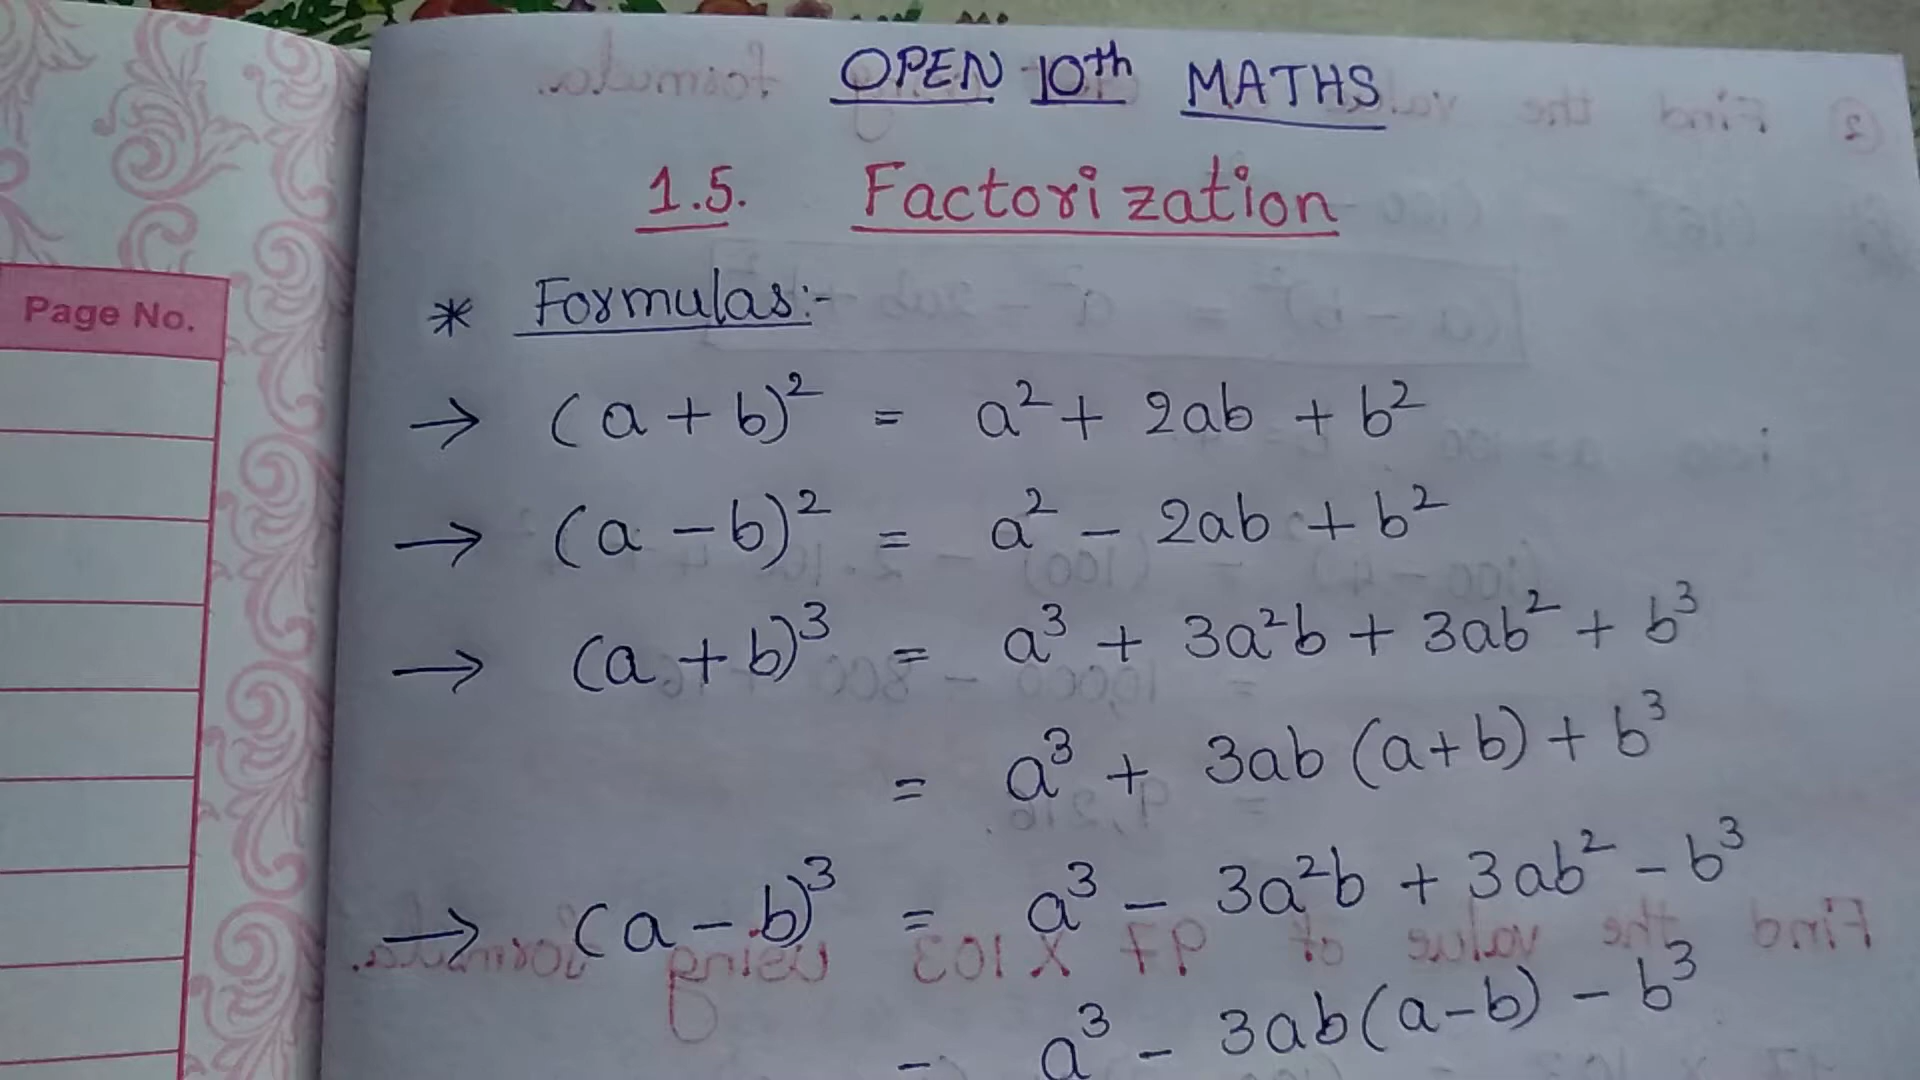 OPEN 10th MATHS
1.5. Factorization
Page No.
* Formulas:-
→ (a + b)² = a² + 2ab + b²
→ (a - b)² = a² - 2ab + b²
→ (a + b)³ = a³ + 3a²b + 3ab² + b³
= a³ + 3ab (a+b) + b³
→ (a - b)³ = a³ - 3a²b + 3ab² - b³
= a³ - 3ab(a-b) - b³